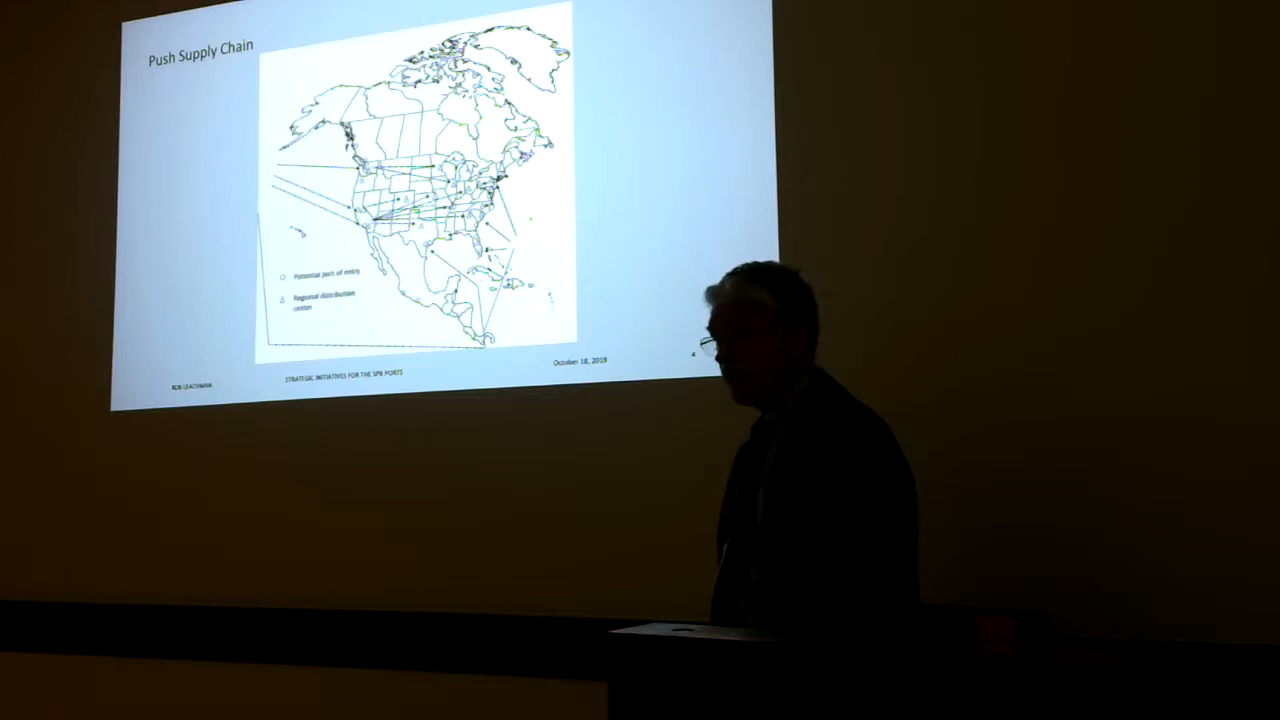 Push Supply Chain
Potential port of entry
Regional distribution
center
October 18, 2019
4
STRATEGIC INITIATIVES FOR THE SPB PORTS
ROB LEACHMAN